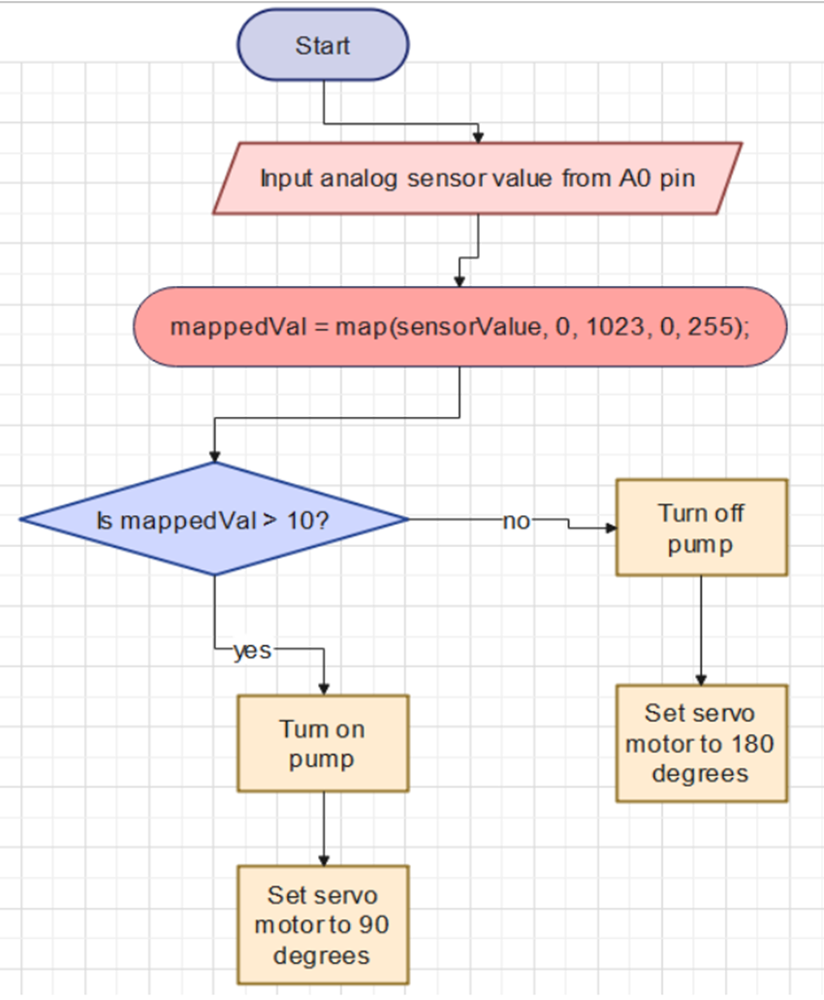 Start
Input analog sensor value from A0 pin
mappedVal = map(sensorValue, 0, 1023, 0, 255);
Is mappedVal > 10?
no
Turn off
pump
Set servo
motor to 180
degrees
yes
Turn on
pump
Set servo
motor to 90
degrees